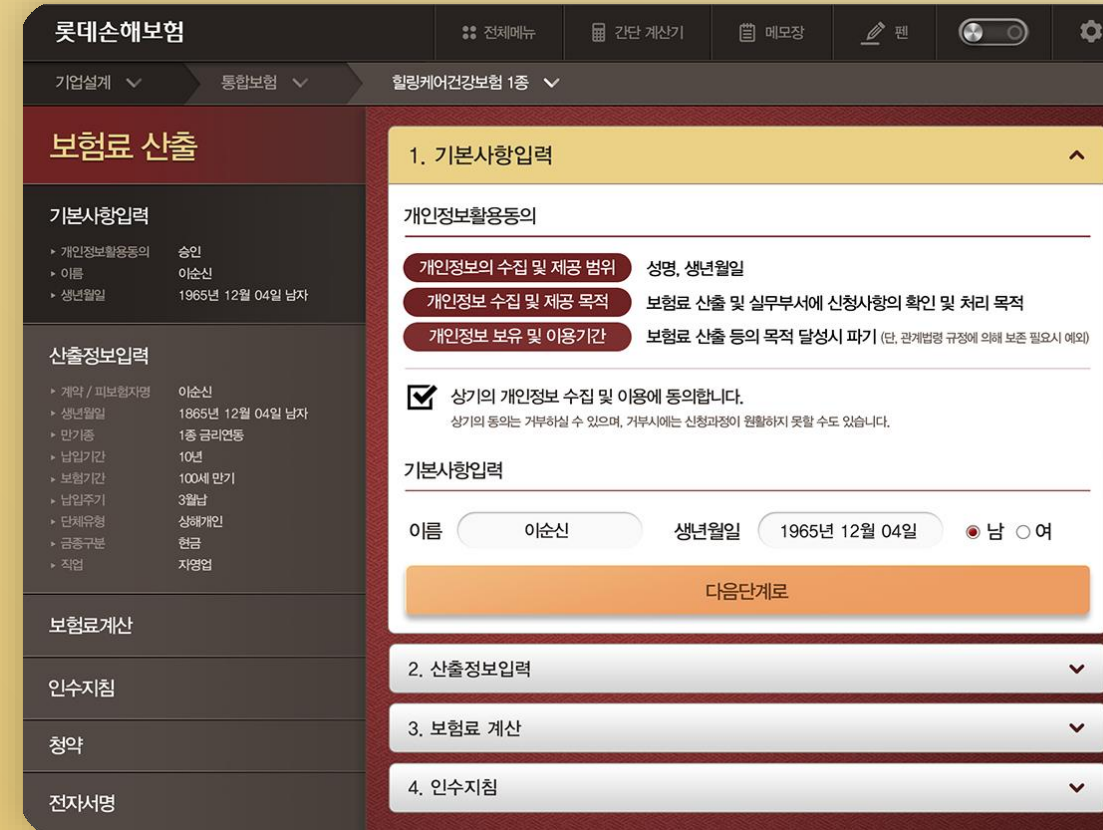 롯데손해보험
전체메뉴
간단 계산기
메모장
펜
기업설계
통합보험
힐링케어건강보험 1종
보험료 산출
기본사항입력
개인정보활용동의 승인
이름 이순신
생년월일 1965년 12월 04일 남자
산출정보입력
계약 / 피보험자명 이순신
생년월일 1865년 12월 04일 남자
만기종 1종 금리연동
납입기간 10년
보험기간 100세 만기
납입주기 3월납
단체유형 상해개인
금종구분 현금
직업 자영업
보험료계산
인수지침
청약
전자서명
1. 기본사항입력
개인정보활용동의
개인정보의 수집 및 제공 범위 성명, 생년월일
개인정보 수집 및 제공 목적 보험료 산출 및 실무부서에 신청사항의 확인 및 처리 목적
개인정보 보유 및 이용기간 보험료 산출 등의 목적 달성시 파기 (단, 관계법령 규정에 의해 보존 필요시 예외)
상기의 개인정보 수집 및 이용에 동의합니다.
상기의 동의는 거부하실 수 있으며, 거부시에는 신청과정이 원활하지 못할 수도 있습니다.
기본사항입력
이름 이순신 생년월일 1965년 12월 04일 남 여
다음단계로
2. 산출정보입력
3. 보험료 계산
4. 인수지침